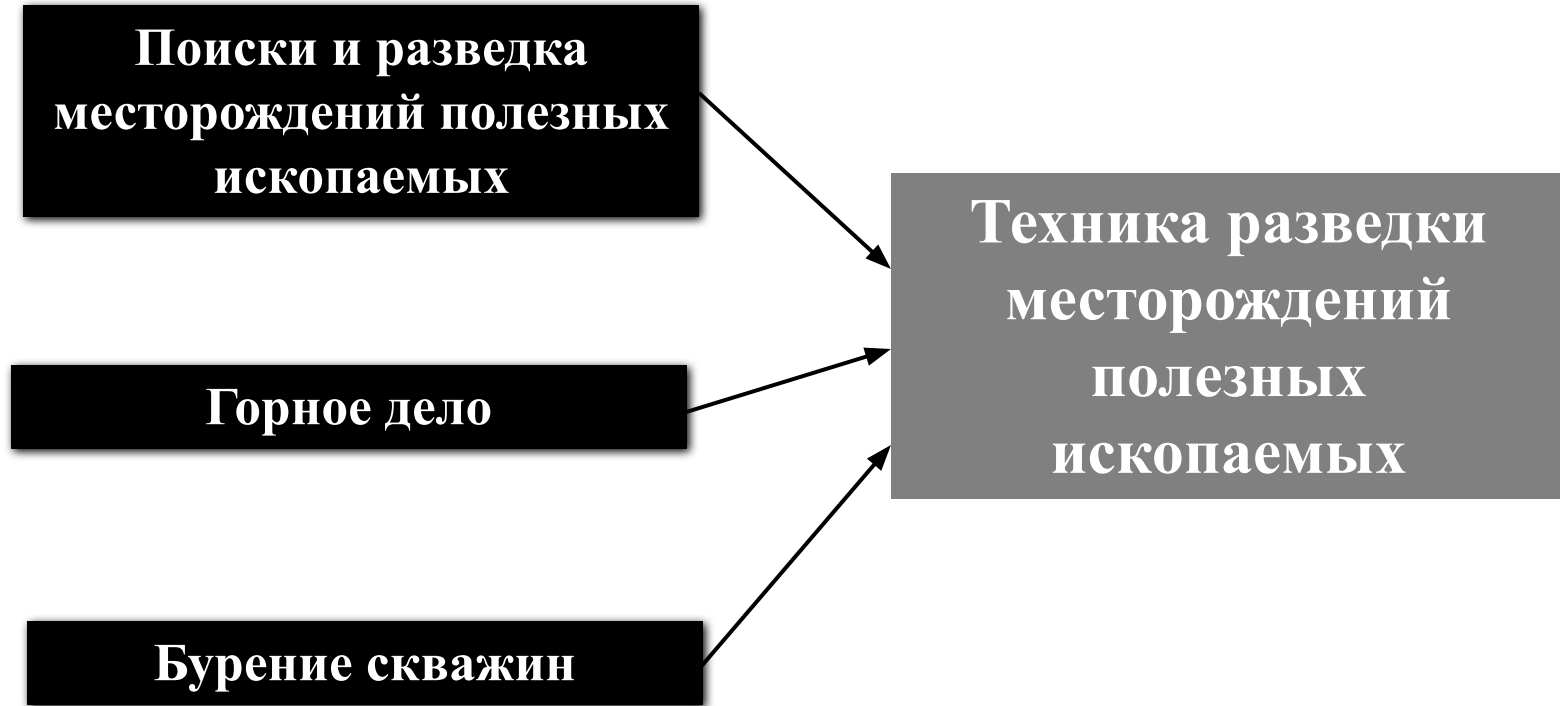 Поиски и разведка
месторождений полезных
ископаемых
Горное дело
Бурение скважин
Техника разведки
месторождений
полезных
ископаемых